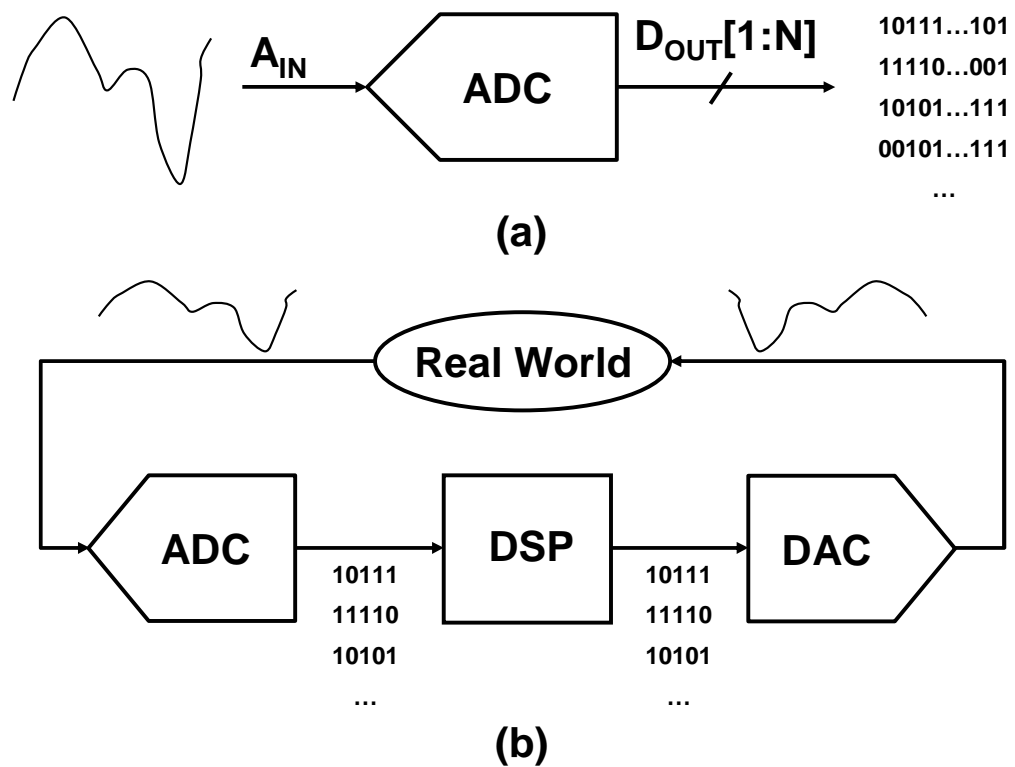 A_IN
ADC
D_OUT[1:N]
10111...101
11110...001
10101...111
00101...111
...
(a)
Real World
ADC
DSP
DAC
10111
11110
10101
...
10111
11110
10101
...
(b)